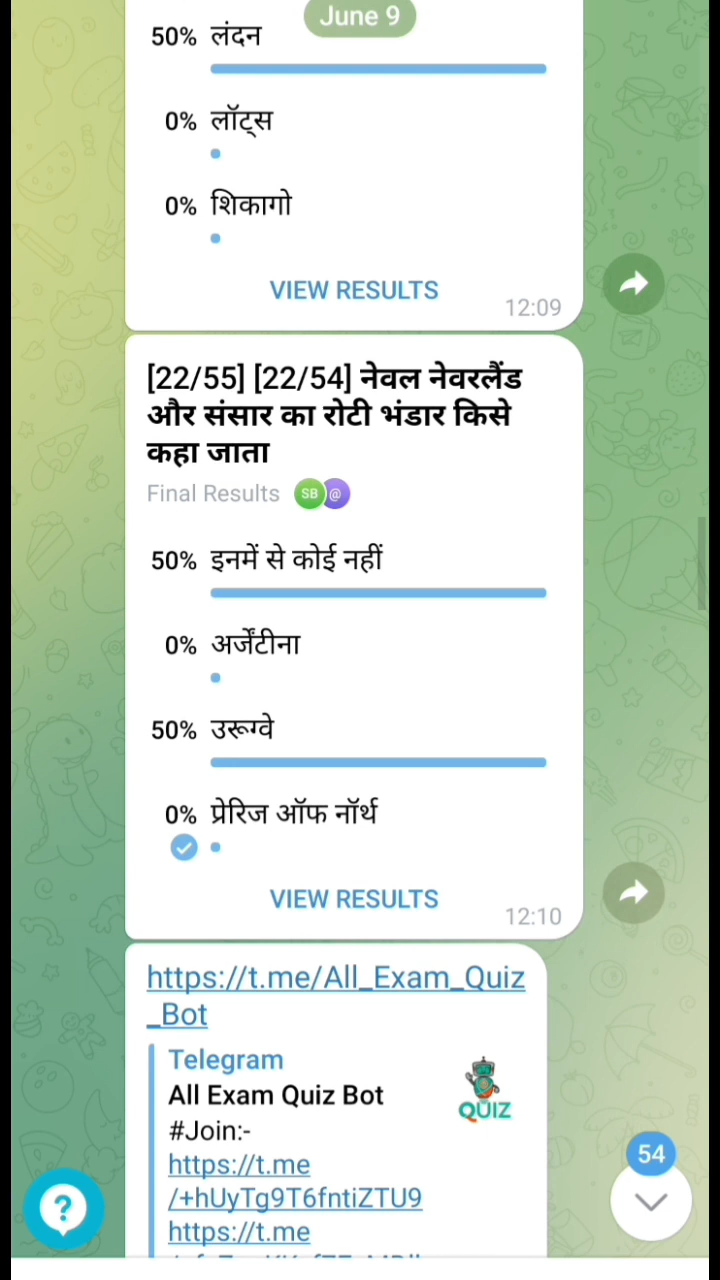 June 9
50% लंदन
0% लॉट्स
0% शिकागो
VIEW RESULTS
12:09
[22/55] [22/54] नेवल नेवरलैंड
और संसार का रोटी भंडार किसे
कहा जाता
Final Results SB @
50% इनमें से कोई नहीं
0% अर्जेंटीना
50% उरूग्वे
0% प्रेरिज ऑफ नॉर्थ
VIEW RESULTS
12:10
https://t.me/All_Exam_Quiz
_Bot
Telegram
All Exam Quiz Bot
QUIZ
#Join:-
https://t.me
/+hUyTg9T6fntiZTU9
https://t.me
54
?